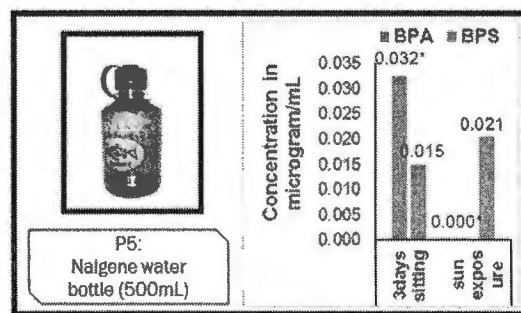 P5:
Nalgene water
bottle (500mL)
■ BPA ■ BPS
Concentration in
microgram/mL
0.035
0.030
0.025
0.020
0.015
0.010
0.005
0.000
0.032*
0.015
0.000*
0.021
3days
sitting
sun
expos
ure